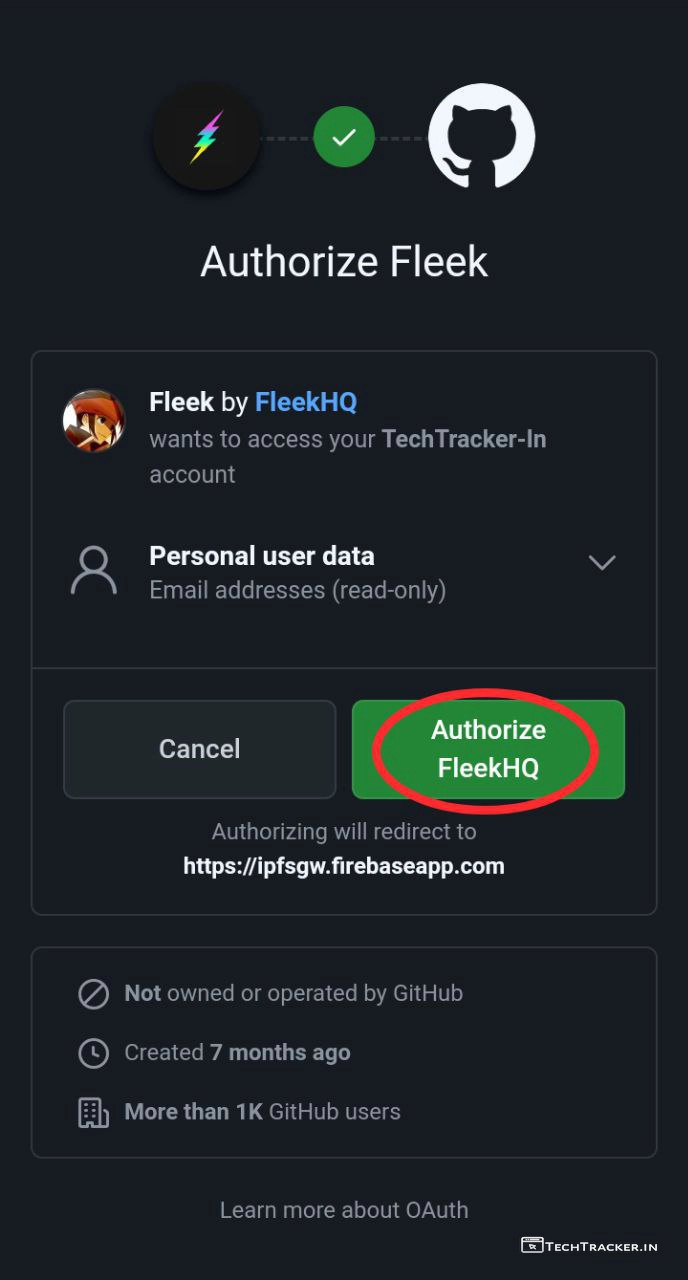 Authorize Fleek
Fleek by FleekHQ
wants to access your TechTracker-In
account
Personal user data
Email addresses (read-only)
Cancel
Authorize
FleekHQ
Authorizing will redirect to
https://ipfsgw.firebaseapp.com
Not owned or operated by GitHub
Created 7 months ago
More than 1K GitHub users
Learn more about OAuth
TECHTRACKER.IN